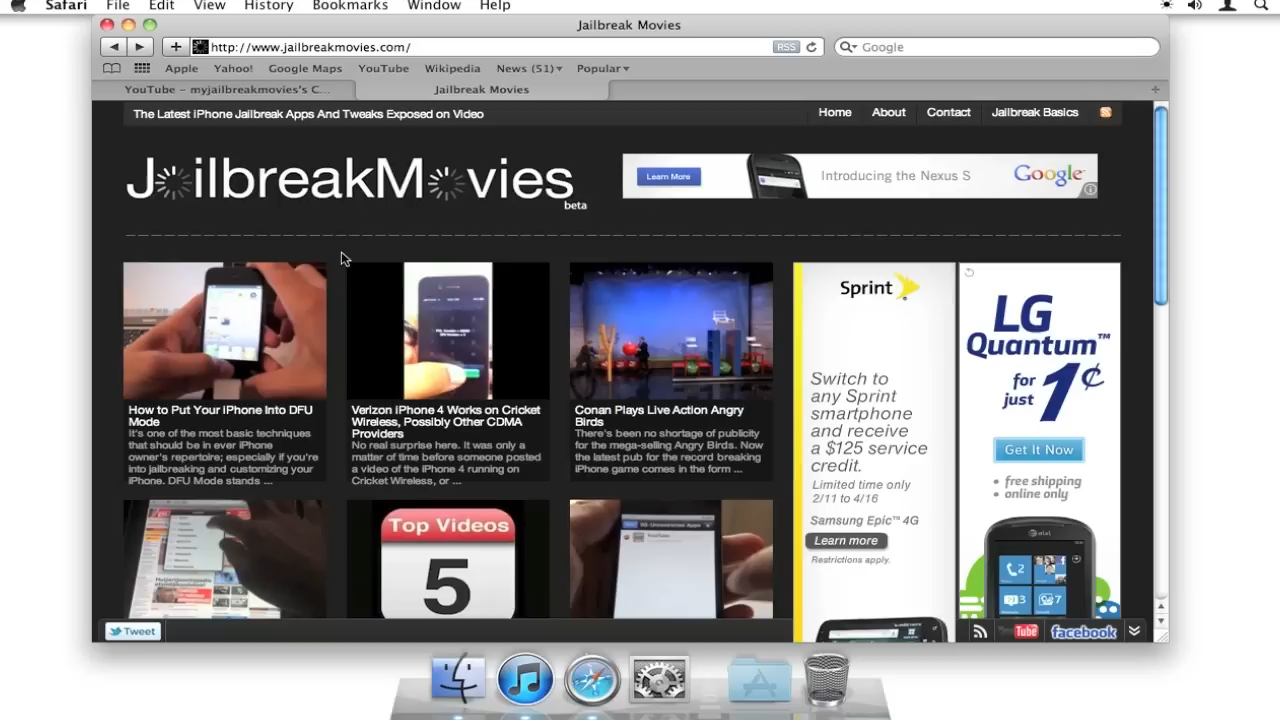 Safari File Edit View History Bookmarks Window Help
Jailbreak Movies
http://www.jailbreakmovies.com/ RSS Google
Apple Yahoo! Google Maps YouTube Wikipedia News (51) Popular
YouTube - myjailbreakmovies's C... Jailbreak Movies
The Latest iPhone Jailbreak Apps And Tweaks Exposed on Video Home About Contact Jailbreak Basics
JailbreakMovies
beta
Learn More Introducing the Nexus S Google
How to Put Your iPhone Into DFU
Mode
It's one of the most basic techniques
that should be in ever iPhone
owner's repertoire; especially if you're
into jailbreaking and customizing your
iPhone. DFU Mode stands ...
Verizon iPhone 4 Works on Cricket
Wireless, Possibly Other CDMA
Providers
No real surprise here. It was only a
matter of time before someone posted
a video of the iPhone 4 running on
Cricket Wireless, or ...
Conan Plays Live Action Angry
Birds
There's been no shortage of publicity
for the mega-selling Angry Birds. Now
the latest pub for the record breaking
iPhone game comes in the form ...
Top Videos
5
YouTube
Sprint
Switch to
any Sprint
smartphone
and receive
a $125 service
credit.
Limited time only
2/11 to 4/16
Samsung Epic™ 4G
Learn more
Restrictions apply.
LG
Quantum™
for
just 1¢
Get It Now
• free shipping
• online only
at&t
2
3 7
Tweet You Tube facebook